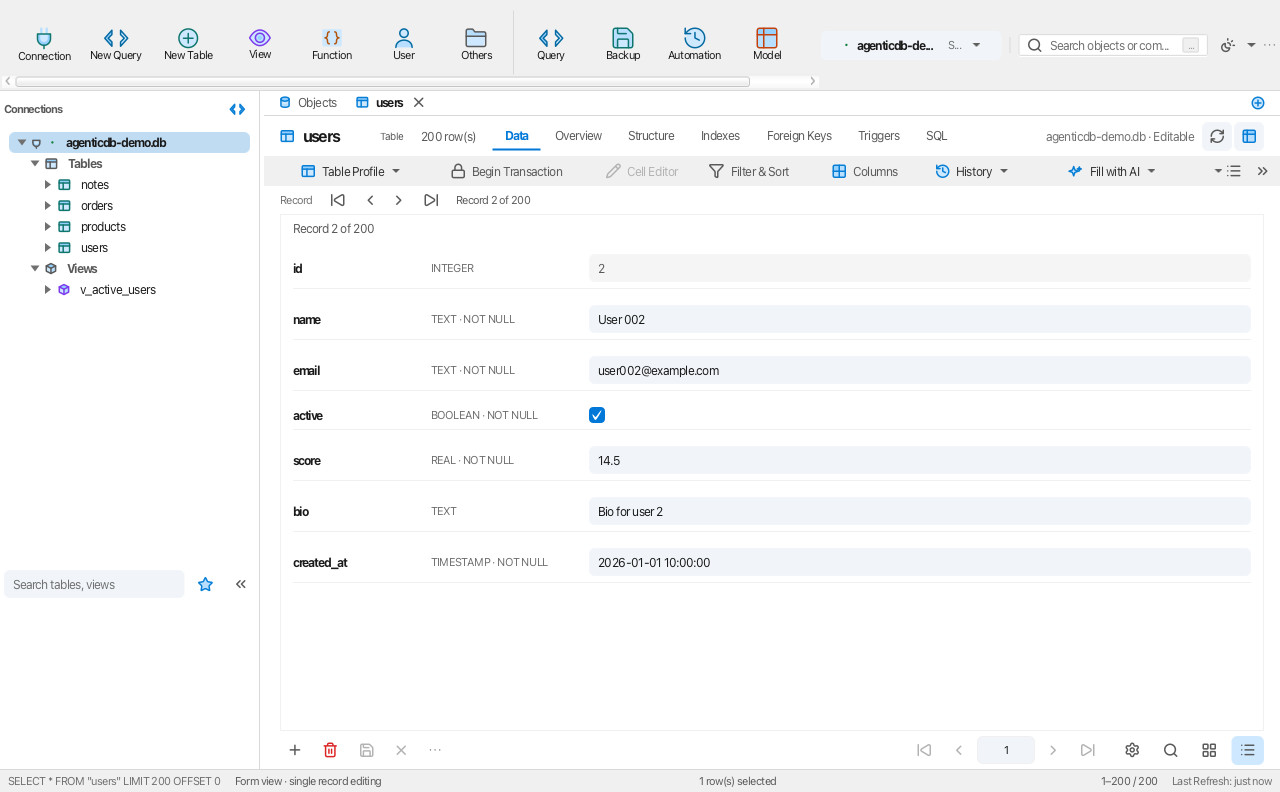 Connection
New Query
New Table
View
Function
User
Others
Query
Backup
Automation
Model
agenticdb-de...
S...
Search objects or com...
...
Connections
agenticdb-demo.db
Tables
notes
orders
products
users
Views
v_active_users
Search tables, views
Objects
users
users
Table
200 row(s)
Data
Overview
Structure
Indexes
Foreign Keys
Triggers
SQL
agenticdb-demo.db · Editable
Table Profile
Begin Transaction
Cell Editor
Filter & Sort
Columns
History
Fill with AI
Record
Record 2 of 200
Record 2 of 200
id INTEGER 2
name TEXT · NOT NULL User 002
email TEXT · NOT NULL user002@example.com
active BOOLEAN · NOT NULL
score REAL · NOT NULL 14.5
bio TEXT Bio for user 2
created_at TIMESTAMP · NOT NULL 2026-01-01 10:00:00
1
SELECT * FROM "users" LIMIT 200 OFFSET 0
Form view · single record editing
1 row(s) selected
1–200 / 200
Last Refresh: just now